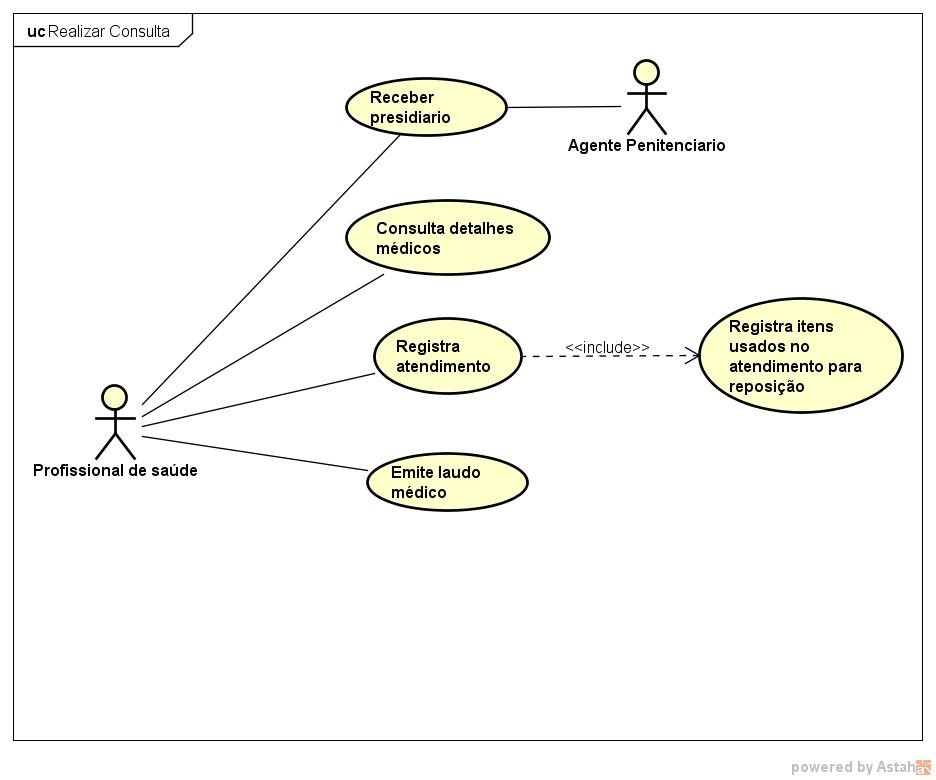 uc Realizar Consulta
Receber
presidiario
Agente Penitenciario
Consulta detalhes
médicos
Registra
atendimento
<<include>>
Registra itens
usados no
atendimento para
reposição
Profissional de saúde
Emite laudo
médico
powered by Astah